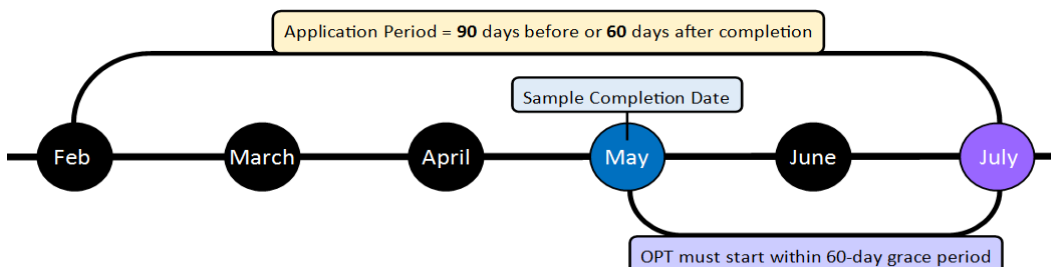 Application Period = 90 days before or 60 days after completion
Sample Completion Date
Feb March April May June July
OPT must start within 60-day grace period